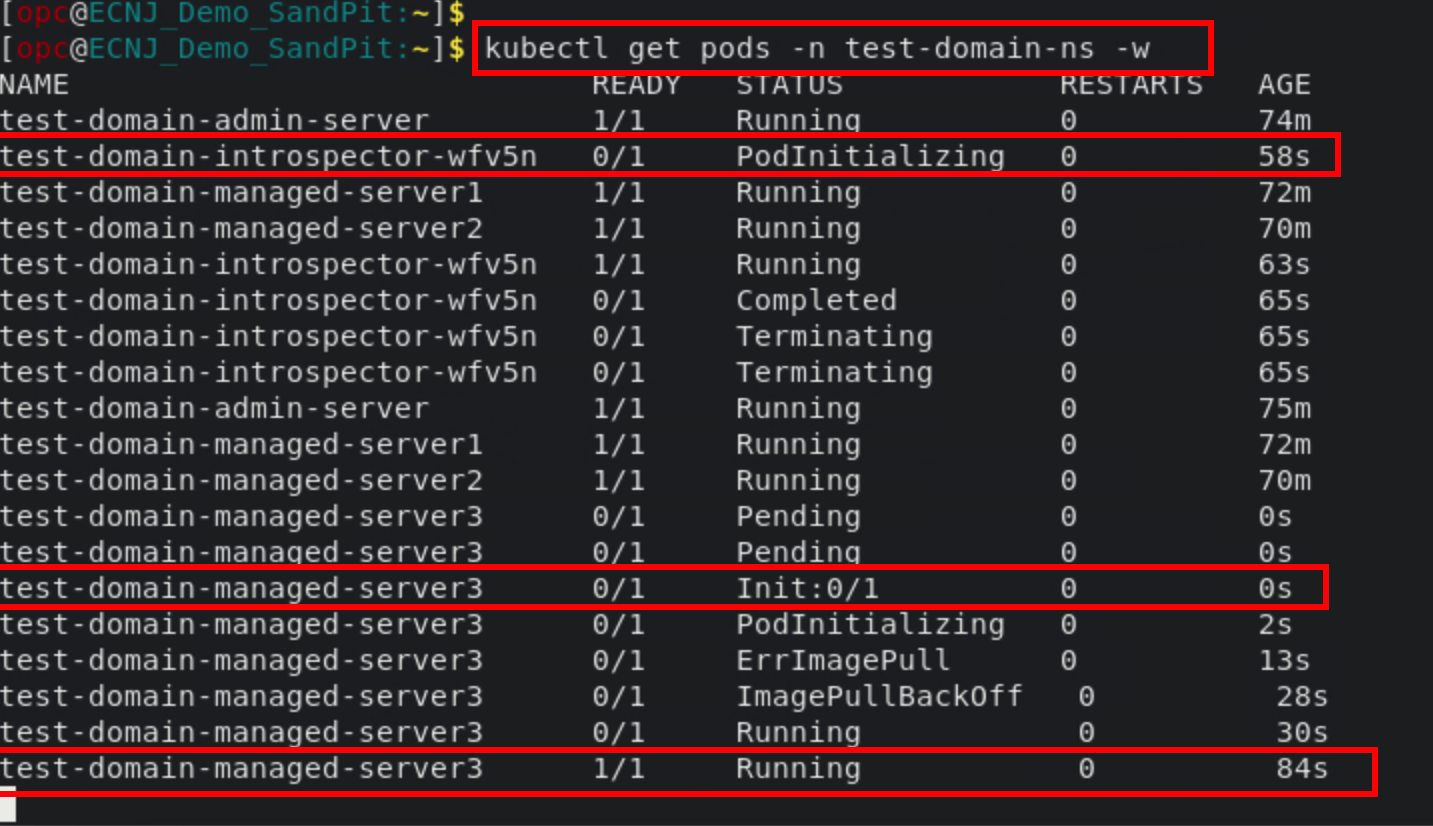 [opc@ECNJ_Demo_SandPit:~]$
[opc@ECNJ_Demo_SandPit:~]$ kubectl get pods -n test-domain-ns -w
NAME READY STATUS RESTARTS AGE
test-domain-admin-server 1/1 Running 0 74m
test-domain-introspector-wfv5n 0/1 PodInitializing 0 58s
test-domain-managed-server1 1/1 Running 0 72m
test-domain-managed-server2 1/1 Running 0 70m
test-domain-introspector-wfv5n 1/1 Running 0 63s
test-domain-introspector-wfv5n 0/1 Completed 0 65s
test-domain-introspector-wfv5n 0/1 Terminating 0 65s
test-domain-introspector-wfv5n 0/1 Terminating 0 65s
test-domain-admin-server 1/1 Running 0 75m
test-domain-managed-server1 1/1 Running 0 72m
test-domain-managed-server2 1/1 Running 0 70m
test-domain-managed-server3 0/1 Pending 0 0s
test-domain-managed-server3 0/1 Pending 0 0s
test-domain-managed-server3 0/1 Init:0/1 0 0s
test-domain-managed-server3 0/1 PodInitializing 0 2s
test-domain-managed-server3 0/1 ErrImagePull 0 13s
test-domain-managed-server3 0/1 ImagePullBackOff 0 28s
test-domain-managed-server3 0/1 Running 0 30s
test-domain-managed-server3 1/1 Running 0 84s